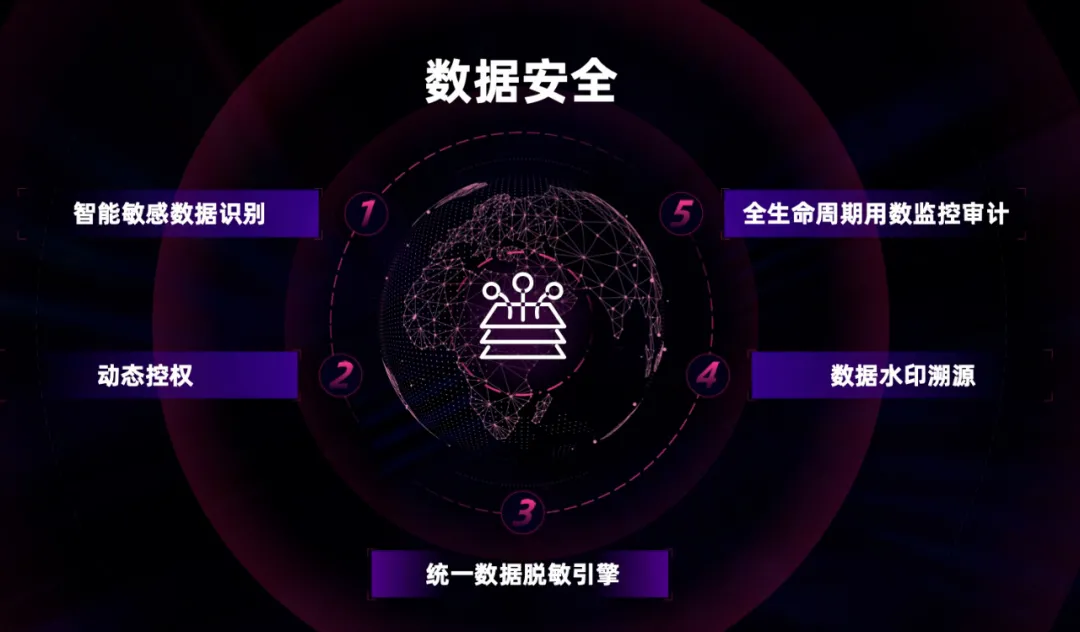 数据安全
1 智能敏感数据识别
2 动态控权
3 统一数据脱敏引擎
4 数据水印溯源
5 全生命周期用数监控审计